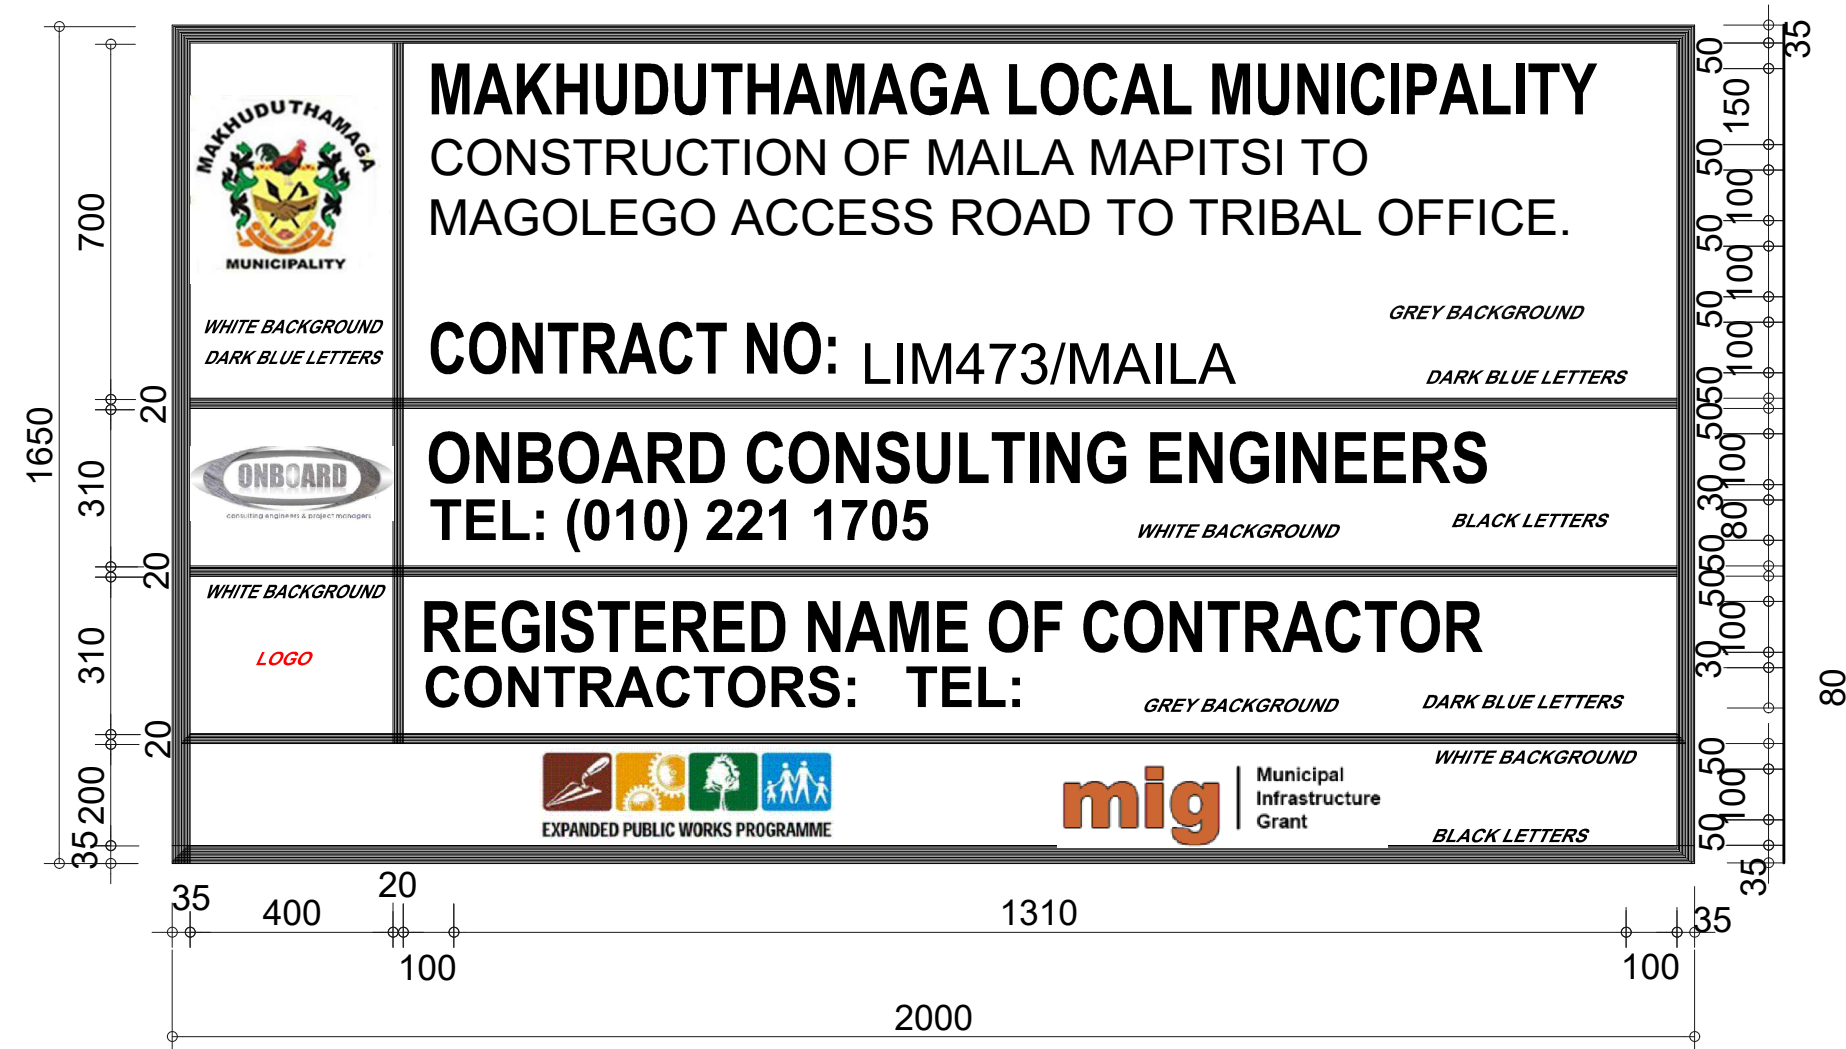 MAKHUDUTHAMAGA
MUNICIPALITY
WHITE BACKGROUND
DARK BLUE LETTERS
MAKHUDUTHAMAGA LOCAL MUNICIPALITY
CONSTRUCTION OF MAILA MAPITSI TO
MAGOLEGO ACCESS ROAD TO TRIBAL OFFICE.
GREY BACKGROUND
CONTRACT NO: LIM473/MAILA
DARK BLUE LETTERS
ONBOARD
consulting engineers & project managers
ONBOARD CONSULTING ENGINEERS
TEL: (010) 221 1705
WHITE BACKGROUND
BLACK LETTERS
WHITE BACKGROUND
LOGO
REGISTERED NAME OF CONTRACTOR
CONTRACTORS: TEL:
GREY BACKGROUND
DARK BLUE LETTERS
EXPANDED PUBLIC WORKS PROGRAMME
mig
Municipal
Infrastructure
Grant
WHITE BACKGROUND
BLACK LETTERS
1650
700
20
310
20
310
20
200
35
35
50
150
50
100
50
100
50
100
50
50
100
30
80
50
50
100
30
80
50
100
50
35
35
400
20
100
1310
100
35
2000